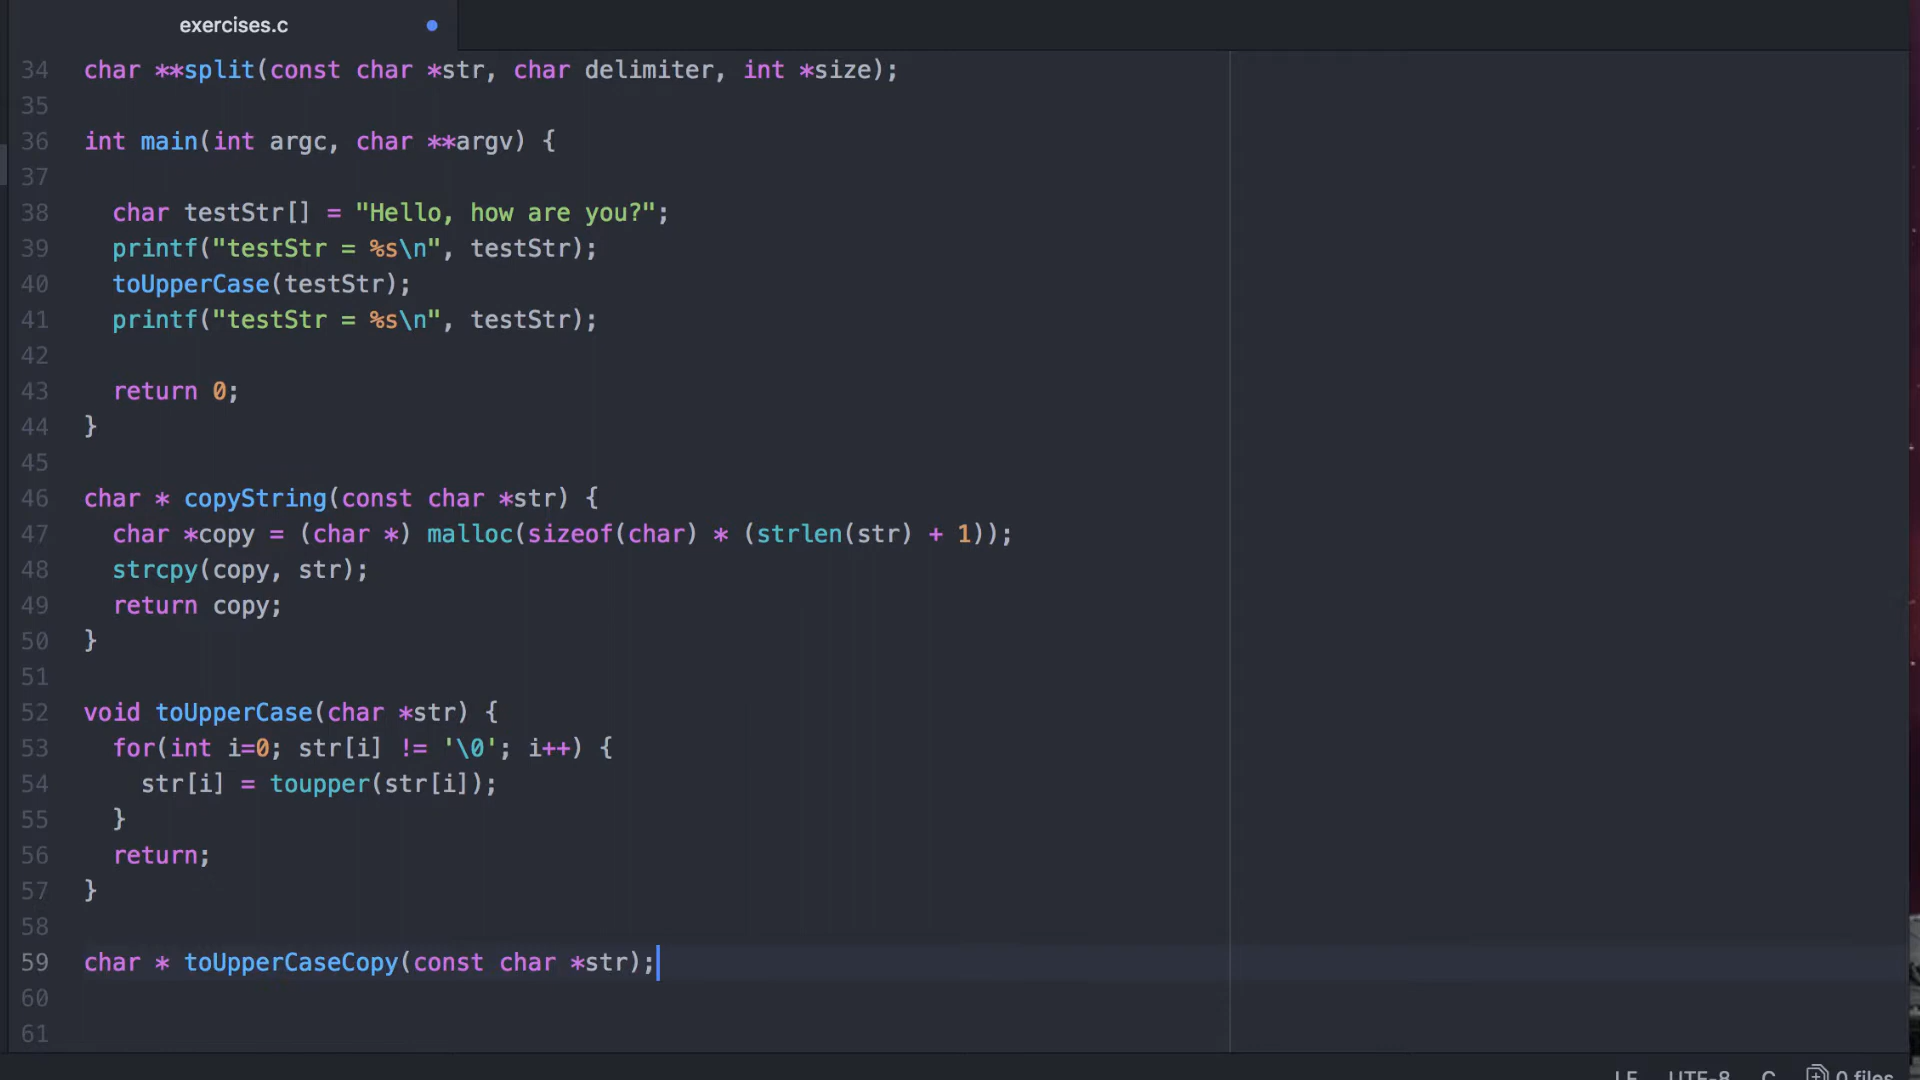 exercises.c
34 char **split(const char *str, char delimiter, int *size);
35
36 int main(int argc, char **argv) {
37
38   char testStr[] = "Hello, how are you?";
39   printf("testStr = %s\n", testStr);
40   toUpperCase(testStr);
41   printf("testStr = %s\n", testStr);
42
43   return 0;
44 }
45
46 char * copyString(const char *str) {
47   char *copy = (char *) malloc(sizeof(char) * (strlen(str) + 1));
48   strcpy(copy, str);
49   return copy;
50 }
51
52 void toUpperCase(char *str) {
53   for(int i=0; str[i] != '\0'; i++) {
54     str[i] = toupper(str[i]);
55   }
56   return;
57 }
58
59 char * toUpperCaseCopy(const char *str);
60
61
LF UTF-8 C 0 files